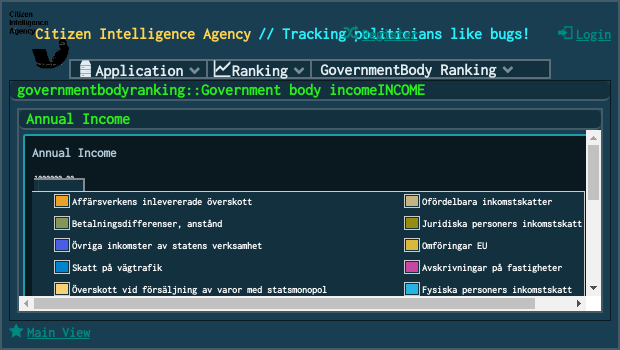 Citizen
Intelligence
Agency
Citizen Intelligence Agency // Tracking politicians like bugs!
Register
Login
Application
Ranking
GovernmentBody Ranking
governmentbodyranking::Government body incomeINCOME
Annual Income
Annual Income
Affärsverkens inlevererade överskott
Ofördelbara inkomstskatter
Betalningsdifferenser, anstånd
Juridiska personers inkomstskatt
Övriga inkomster av statens verksamhet
Omföringar EU
Skatt på vägtrafik
Avskrivningar på fastigheter
Överskott vid försäljning av varor med statsmonopol
Fysiska personers inkomstskatt
Main View